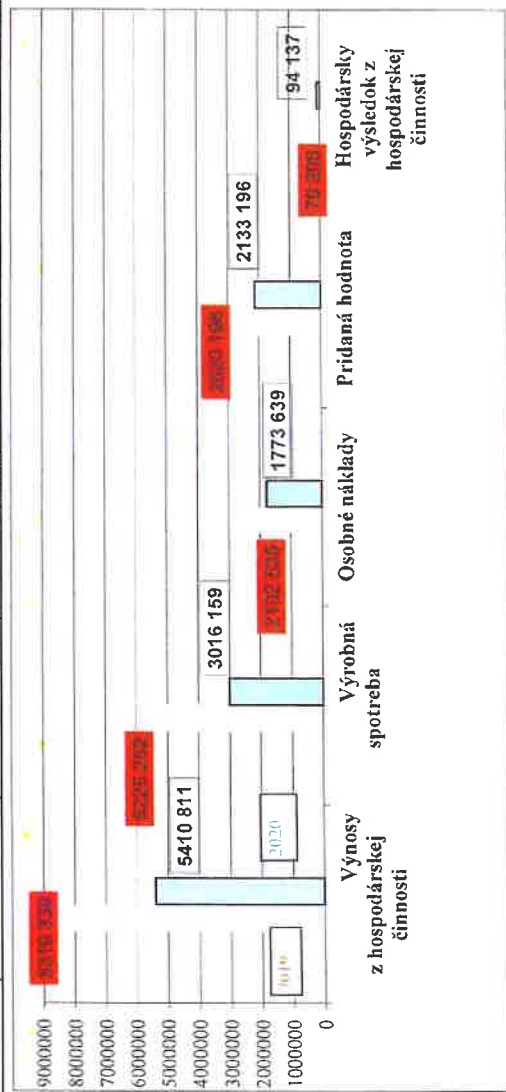 9000000
8000000
7000000
6000000
5000000
4000000
3000000
2000000
1000000
0
5410 811
2020
3016 159
1773 639
2133 196
94 137
Výnosy
z hospodárskej
činnosti
Výrobná
spotreba
Osobné náklady
Pridaná hodnota
Hospodársky
výsledok z
hospodárskej
činnosti